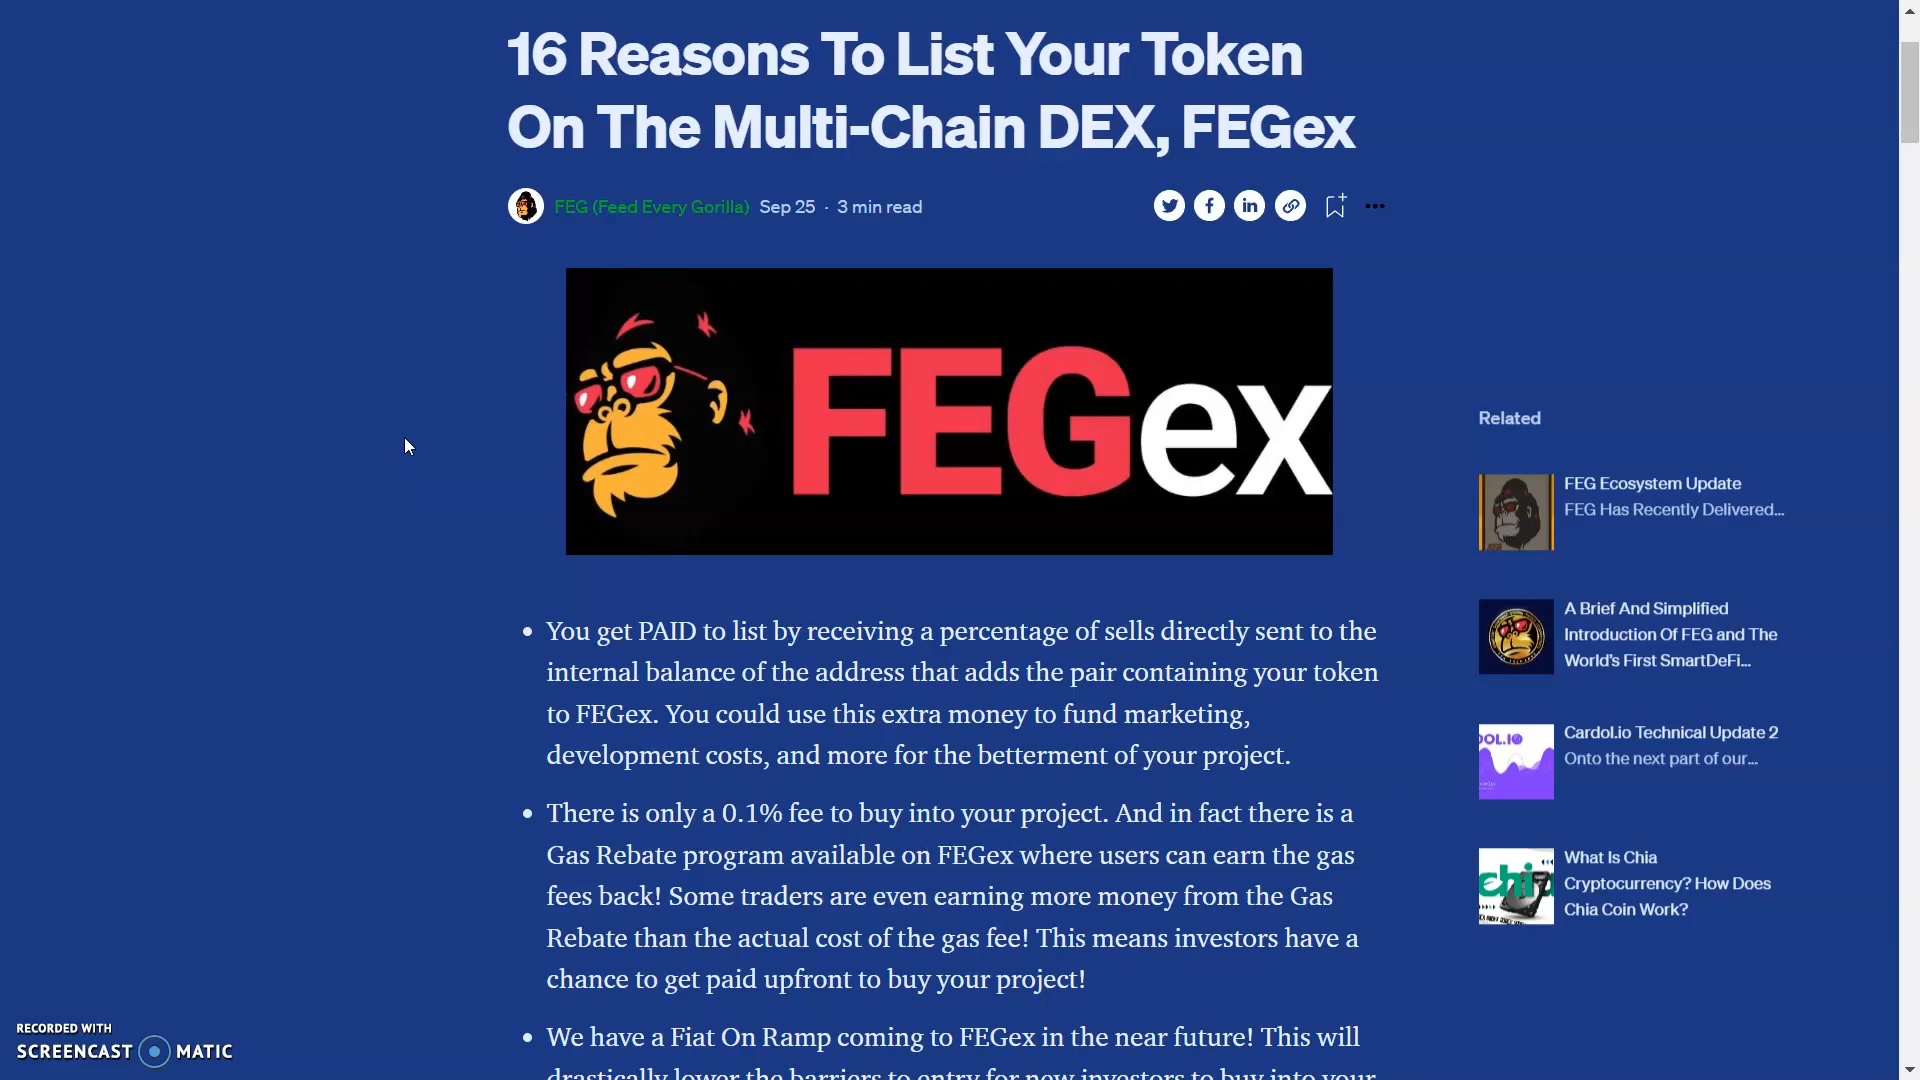 16 Reasons To List Your Token
On The Multi-Chain DEX, FEGex
FEG (Feed Every Gorilla) Sep 25 · 3 min read
FEGex
Related
FEG Ecosystem Update
FEG Has Recently Delivered...
A Brief And Simplified
Introduction Of FEG and The
World's First SmartDeFi...
Cardol.io Technical Update 2
Onto the next part of our...
What Is Chia
Cryptocurrency? How Does
Chia Coin Work?
• You get PAID to list by receiving a percentage of sells directly sent to the
internal balance of the address that adds the pair containing your token
to FEGex. You could use this extra money to fund marketing,
development costs, and more for the betterment of your project.
• There is only a 0.1% fee to buy into your project. And in fact there is a
Gas Rebate program available on FEGex where users can earn the gas
fees back! Some traders are even earning more money from the Gas
Rebate than the actual cost of the gas fee! This means investors have a
chance to get paid upfront to buy your project!
• We have a Fiat On Ramp coming to FEGex in the near future! This will
drastically lower the barriers to entry for new investors to buy into your
RECORDED WITH
SCREENCAST MATIC